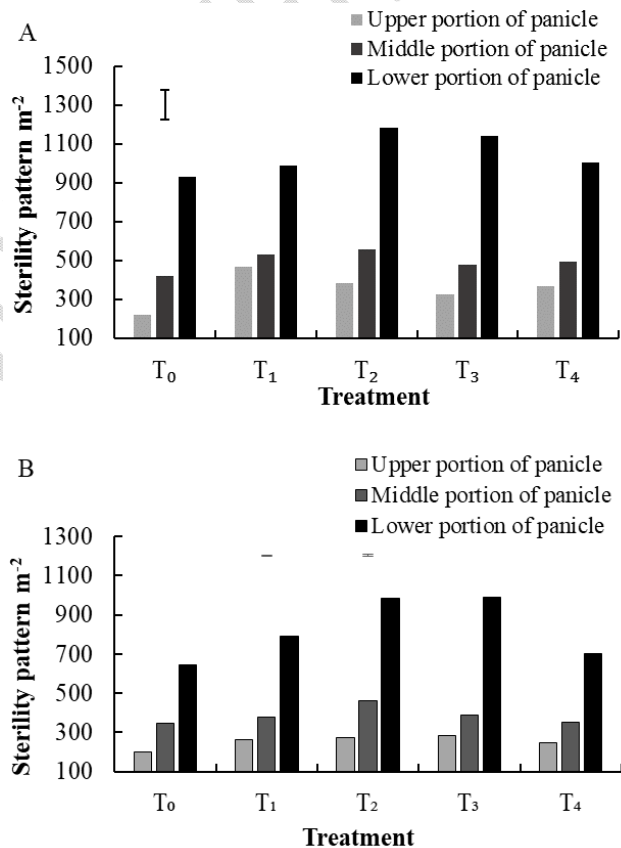 A
Upper portion of panicle
Middle portion of panicle
Lower portion of panicle
Sterility pattern m⁻²
1500
1300
1100
900
700
500
300
100
T₀ T₁ T₂ T₃ T₄
Treatment
B
Upper portion of panicle
Middle portion of panicle
Lower portion of panicle
Sterility pattern m⁻²
1300
1100
900
700
500
300
100
T₀ T₁ T₂ T₃ T₄
Treatment